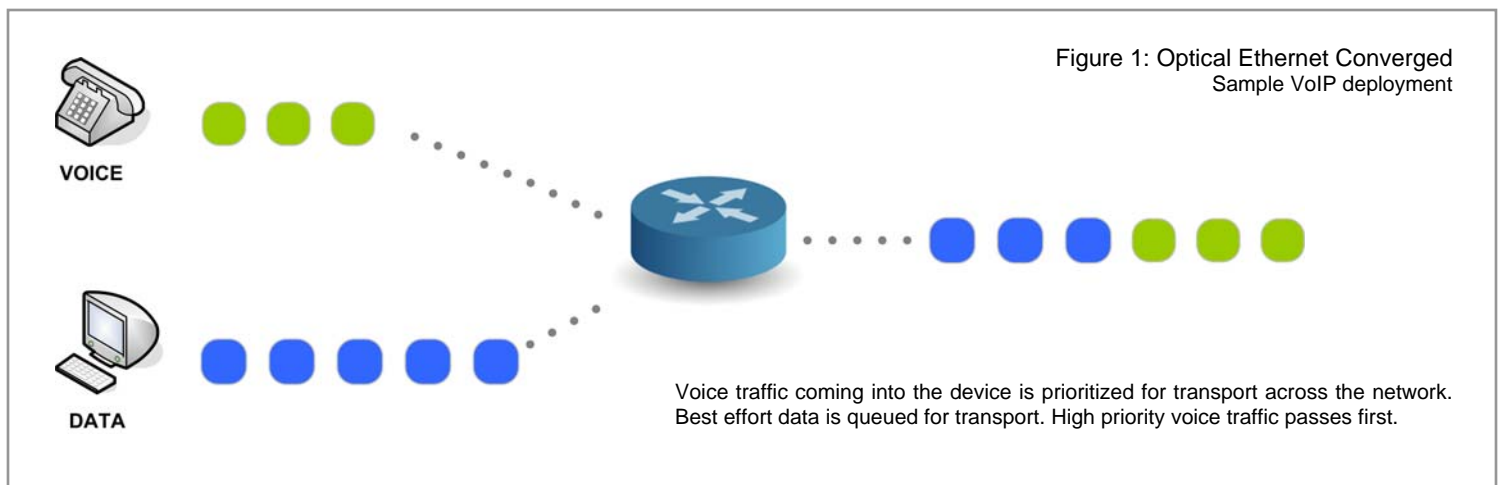 Figure 1: Optical Ethernet Converged
Sample VoIP deployment
VOICE
DATA
Voice traffic coming into the device is prioritized for transport across the network.
Best effort data is queued for transport. High priority voice traffic passes first.